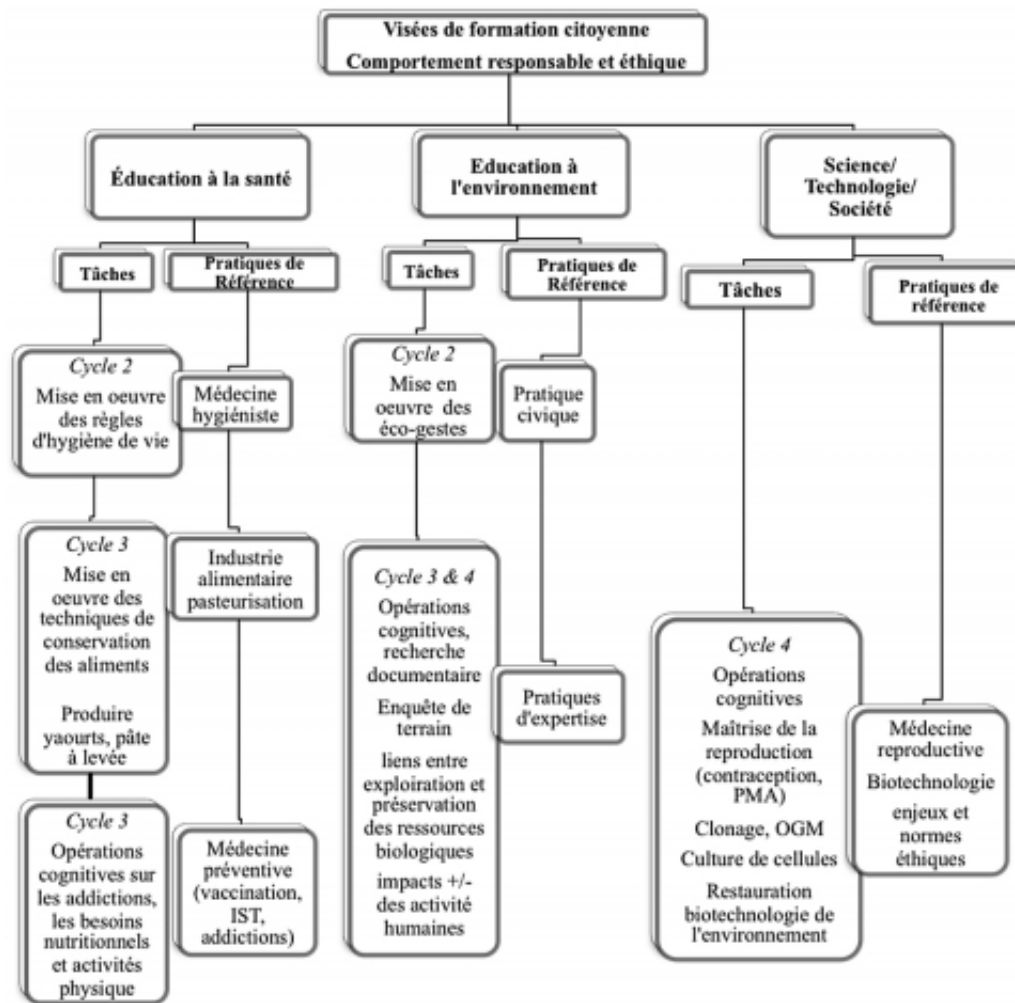 Visées de formation citoyenne
Comportement responsable et éthique
Éducation à la santé
Education à
l'environnement
Science/
Technologie/
Société
Tâches
Pratiques de
Référence
Tâches
Pratiques de
Référence
Tâches
Pratiques de
référence
Cycle 2
Mise en oeuvre
des règles
d'hygiène de vie
Médecine
hygiéniste
Cycle 2
Mise en
oeuvre des
éco-gestes
Pratique
civique
Cycle 3
Mise en
oeuvre des
techniques de
conservation
des aliments
Produire
yaourts, pâte
à levée
Industrie
alimentaire
pasteurisation
Cycle 3 & 4
Opérations
cognitives,
recherche
documentaire
Enquête de
terrain
liens entre
exploiration et
préservation
des ressources
biologiques
impacts +/-
des activité
humaines
Pratiques
d'expertise
Cycle 4
Opérations
cognitives
Maîtrise de la
reproduction
(contraception,
PMA)
Clonage, OGM
Culture de cellules
Restauration
biotechnologie de
l'environnement
Médecine
reproductive
Biotechnologie
enjeux et
normes
éthiques
Cycle 3
Opérations
cognitives sur
les addictions,
les besoins
nutritionnels
et activités
physique
Médecine
préventive
(vaccination,
IST,
addictions)